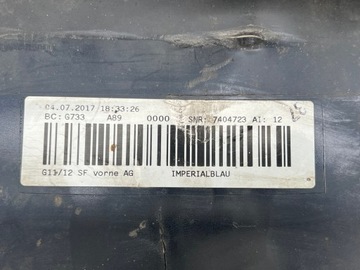 04.07.2017 18:33:26
BC: G733 A89 0000 SNR: 7404723 AI: 12
G11/12 SF vorne AG IMPERIALBLAU